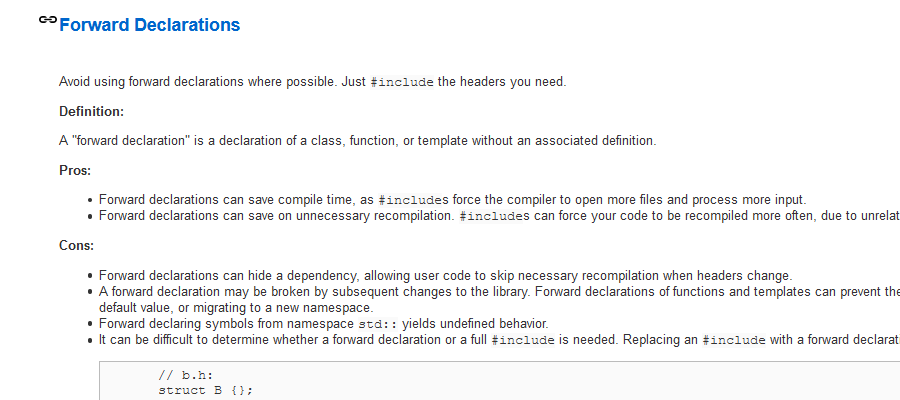 Forward Declarations
Avoid using forward declarations where possible. Just #include the headers you need.
Definition:
A "forward declaration" is a declaration of a class, function, or template without an associated definition.
Pros:
• Forward declarations can save compile time, as #includes force the compiler to open more files and process more input.
• Forward declarations can save on unnecessary recompilation. #includes can force your code to be recompiled more often, due to
Cons:
• Forward declarations can hide a dependency, allowing user code to skip necessary recompilation when headers change.
• A forward declaration may be broken by subsequent changes to the library. Forward declarations of functions and templates can prevent the
default value, or migrating to a new namespace.
• Forward declaring symbols from namespace std:: yields undefined behavior.
• It can be difficult to determine whether a forward declaration or a full #include is needed. Replacing an #include with a forward
// b.h:
struct B {};